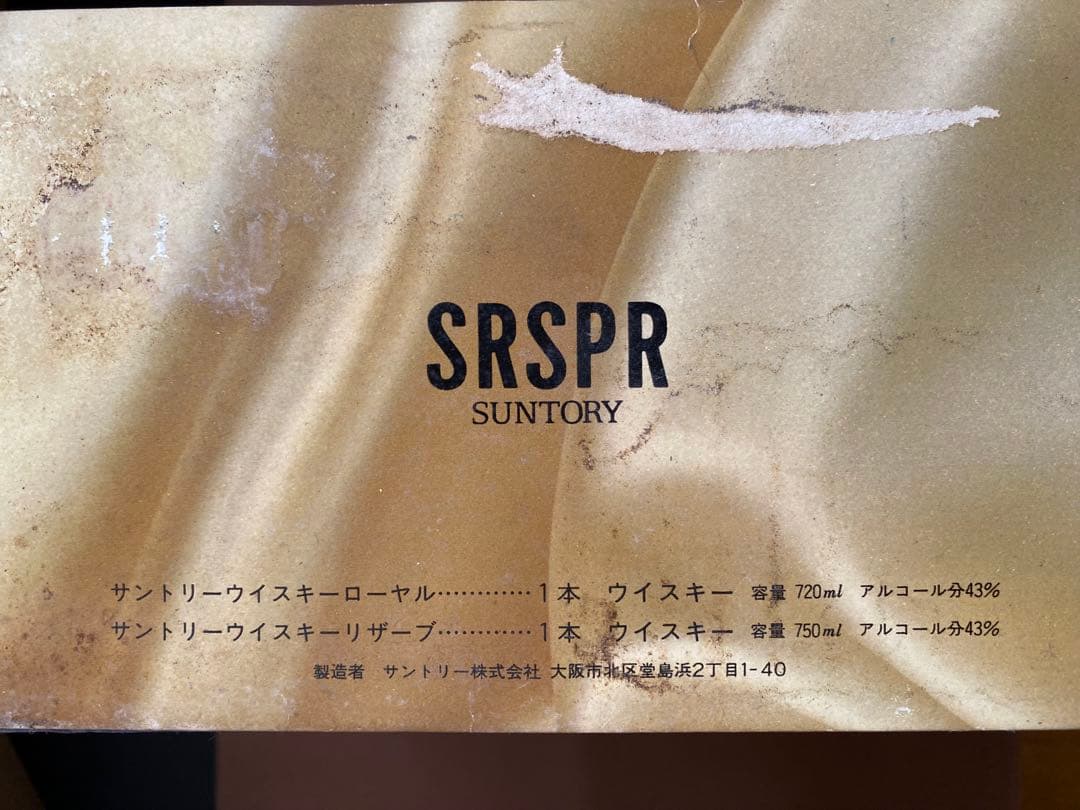 SRSPR
SUNTORY
サントリーウイスキーローヤル…………1本 ウイスキー 容量 720ml アルコール分43%
サントリーウイスキーリザーブ…………1本 ウイスキー 容量 750ml アルコール分43%
製造者 サントリー株式会社 大阪市北区堂島浜2丁目1-40